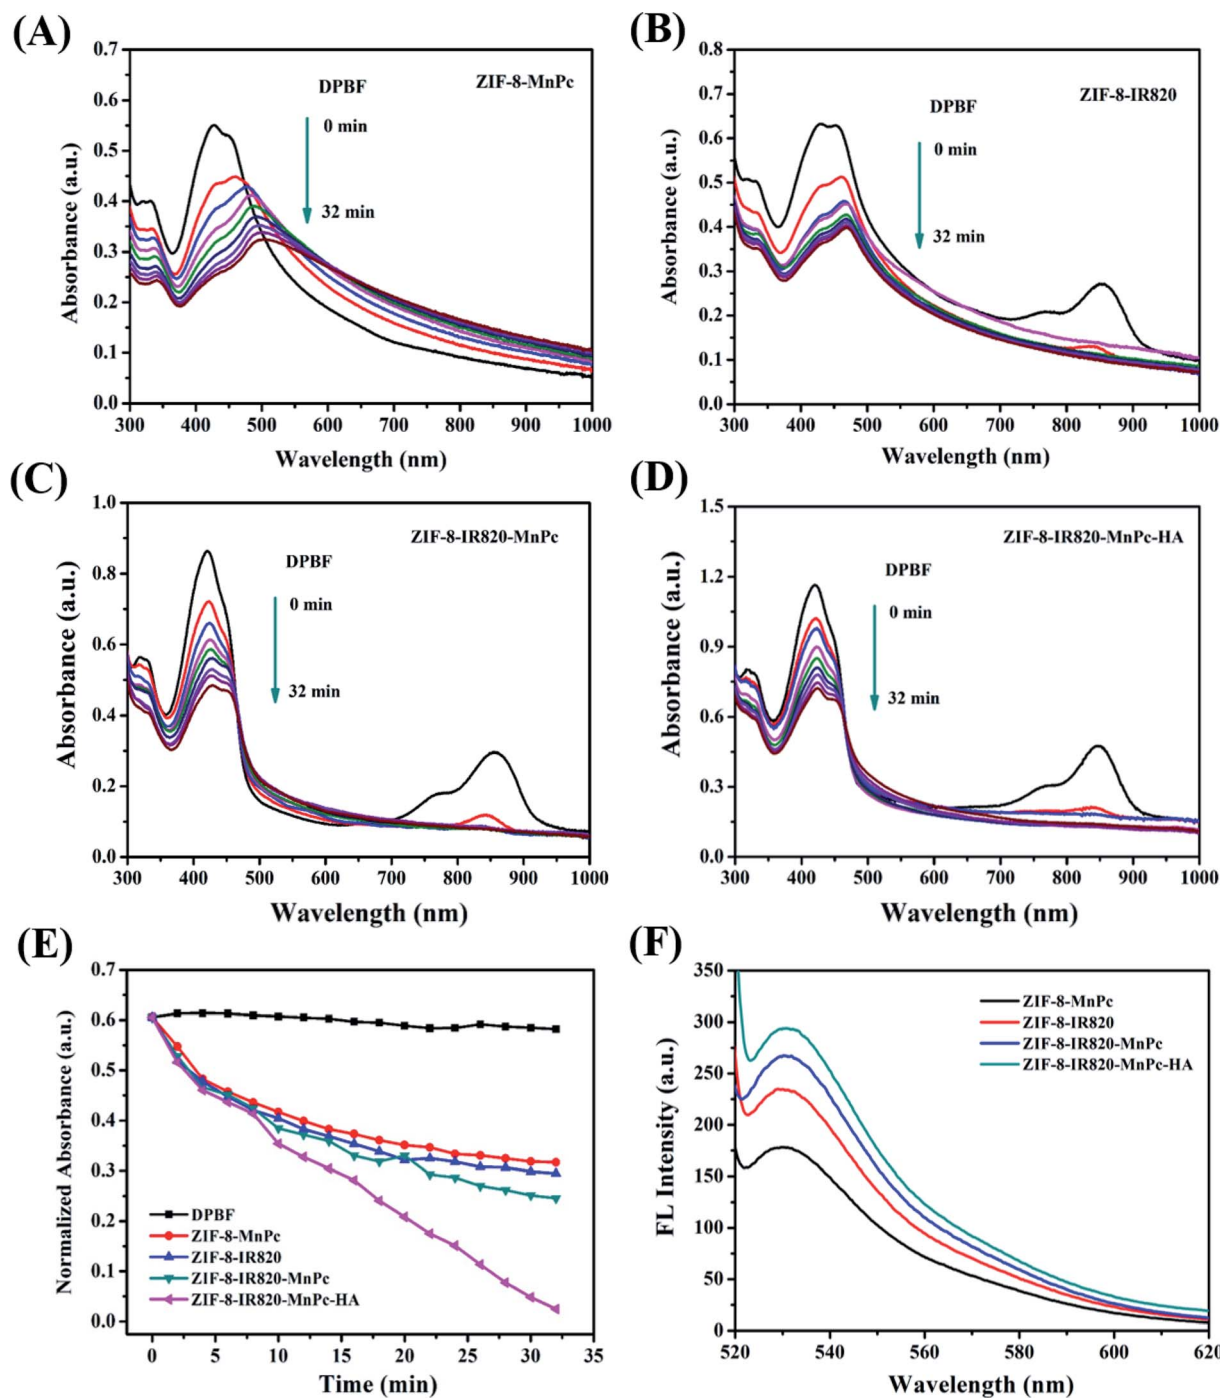 (A)
0.7
0.6
0.5
0.4
0.3
0.2
0.1
0.0
300 400 500 600 700 800 900 1000
Absorbance (a.u.)
Wavelength (nm)
ZIF-8-MnPc
DPBF
0 min
32 min
(B)
0.8
0.7
0.6
0.5
0.4
0.3
0.2
0.1
0.0
300 400 500 600 700 800 900 1000
Absorbance (a.u.)
Wavelength (nm)
ZIF-8-IR820
DPBF
0 min
32 min
(C)
1.0
0.8
0.6
0.4
0.2
0.0
300 400 500 600 700 800 900 1000
Absorbance (a.u.)
Wavelength (nm)
ZIF-8-IR820-MnPc
DPBF
0 min
32 min
(D)
1.5
1.2
0.9
0.6
0.3
0.0
300 400 500 600 700 800 900 1000
Absorbance (a.u.)
Wavelength (nm)
ZIF-8-IR820-MnPc-HA
DPBF
0 min
32 min
(E)
0.7
0.6
0.5
0.4
0.3
0.2
0.1
0.0
0 5 10 15 20 25 30 35
Normalized Absorbance (a.u.)
Time (min)
DPBF
ZIF-8-MnPc
ZIF-8-IR820
ZIF-8-IR820-MnPc
ZIF-8-IR820-MnPc-HA
(F)
350
300
250
200
150
100
50
0
520 540 560 580 600 620
FL Intensity (a.u.)
Wavelength (nm)
ZIF-8-MnPc
ZIF-8-IR820
ZIF-8-IR820-MnPc
ZIF-8-IR820-MnPc-HA